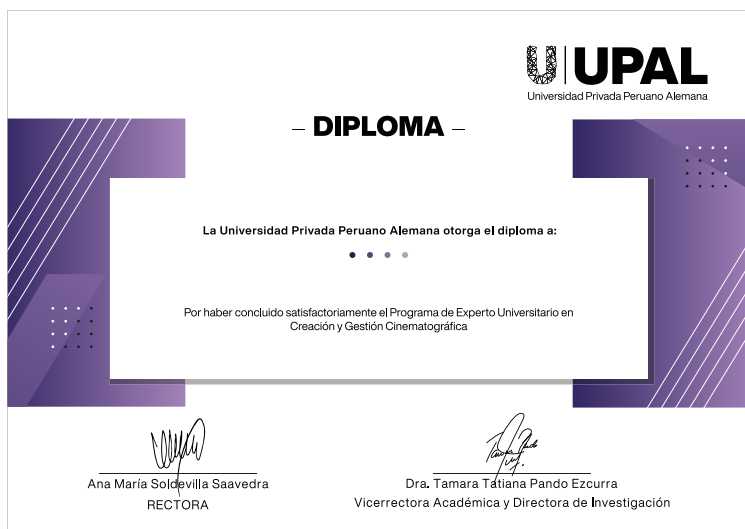 UPAL
Universidad Privada Peruano Alemana
– DIPLOMA –
La Universidad Privada Peruano Alemana otorga el diploma a:
Por haber concluido satisfactoriamente el Programa de Experto Universitario en
Creación y Gestión Cinematográfica
Ana María Soldevilla Saavedra
RECTORA
Dra. Tamara Tatiana Pando Ezcurra
Vicerrectora Académica y Directora de Investigación